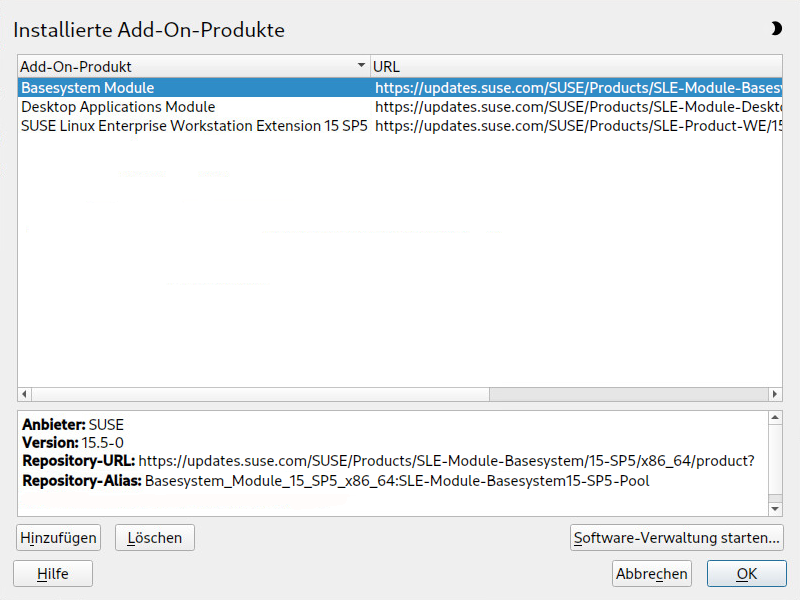 Installierte Add-On-Produkte
Add-On-Produkt URL
Basesystem Module https://updates.suse.com/SUSE/Products/SLE-Module-Basesy
Desktop Applications Module https://updates.suse.com/SUSE/Products/SLE-Module-Deskto
SUSE Linux Enterprise Workstation Extension 15 SP5 https://updates.suse.com/SUSE/Products/SLE-Product-WE/15
Anbieter: SUSE
Version: 15.5-0
Repository-URL: https://updates.suse.com/SUSE/Products/SLE-Module-Basesystem/15-SP5/x86_64/product?
Repository-Alias: Basesystem_Module_15_SP5_x86_64:SLE-Module-Basesystem15-SP5-Pool
Hinzufügen Löschen Software-Verwaltung starten...
Hilfe Abbrechen OK